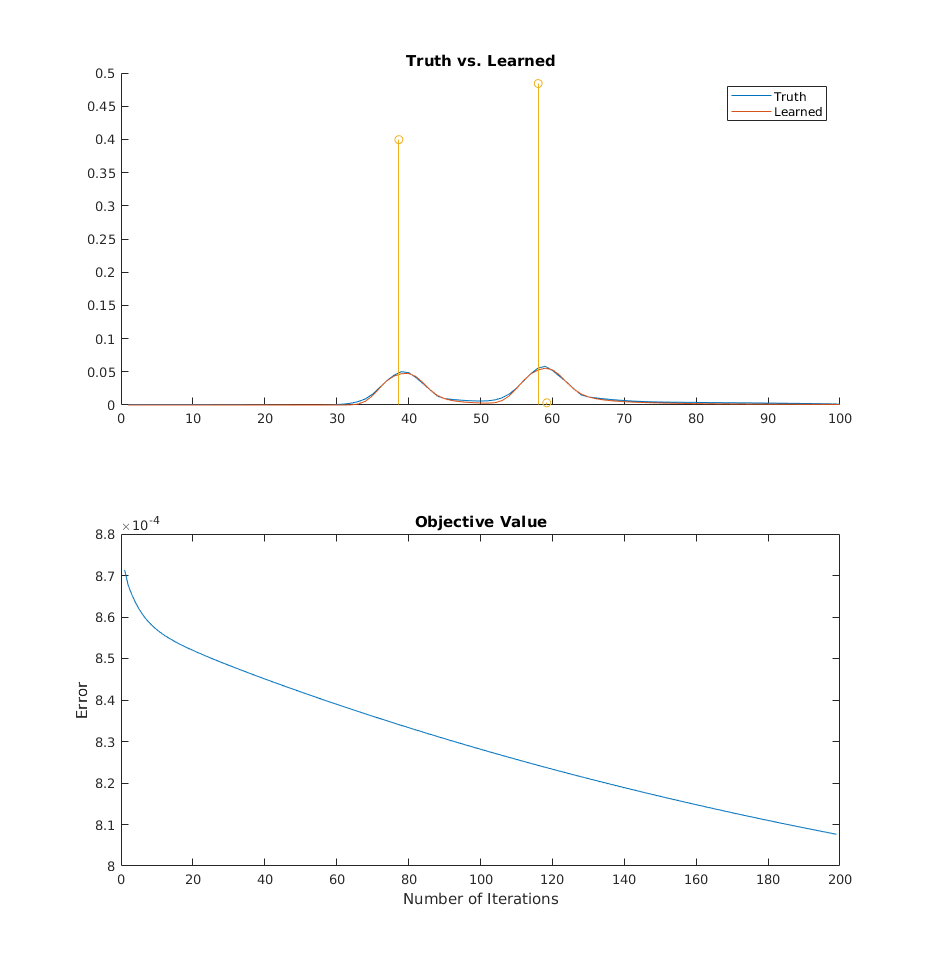 Truth vs. Learned
0.5
0.45
0.4
0.35
0.3
0.25
0.2
0.15
0.1
0.05
0
Truth
Learned
0 10 20 30 40 50 60 70 80 90 100
Objective Value
×10⁻⁴
8.8
8.7
8.6
8.5
8.4
8.3
8.2
8.1
8
Error
0 20 40 60 80 100 120 140 160 180 200
Number of Iterations